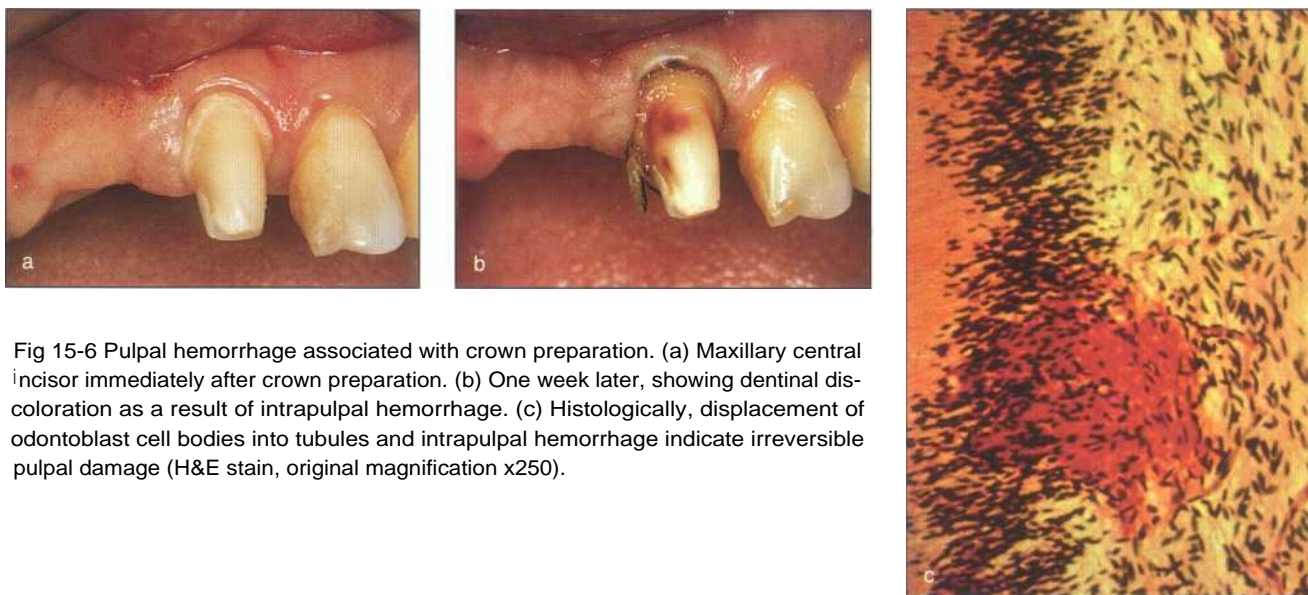 a
b
c
Fig 15-6 Pulpal hemorrhage associated with crown preparation. (a) Maxillary central
incisor immediately after crown preparation. (b) One week later, showing dentinal dis-
coloration as a result of intrapulpal hemorrhage. (c) Histologically, displacement of
odontoblast cell bodies into tubules and intrapulpal hemorrhage indicate irreversible
pulpal damage (H&E stain, original magnification x250).